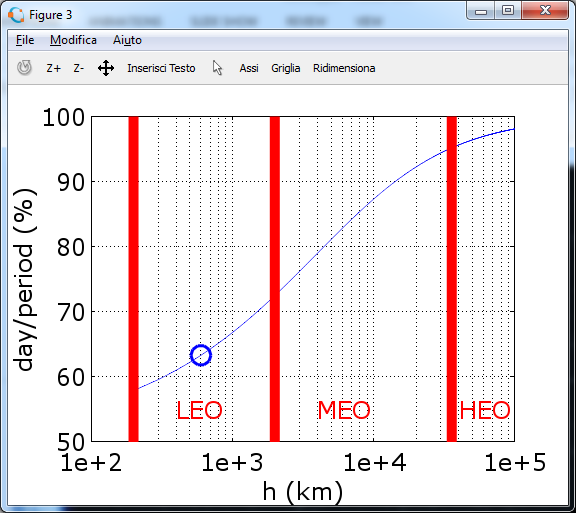 Figure 3
File Modifica Aiuto
Z+ Z- Inserisci Testo Assi Griglia Ridimensiona
100
90
80
70
60
50
day/period (%)
LEO MEO HEO
1e+2 1e+3 1e+4 1e+5
h (km)